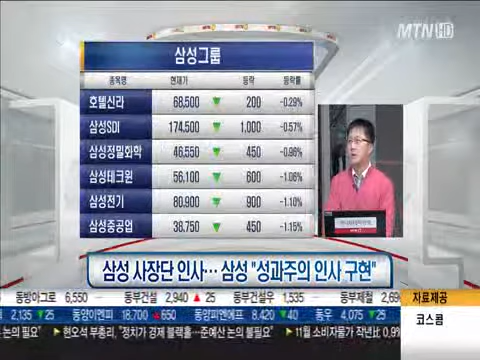 MTN HD
삼성그룹
종목명 현재가 등락 등락률
호텔신라 68,500 ▼ 200 -0.29%
삼성SDI 174,500 ▼ 1,000 -0.57%
삼성정밀화학 46,550 ▼ 450 -0.96%
삼성테크윈 56,100 ▼ 600 -1.06%
삼성전기 80,900 ▼ 900 -1.10%
삼성중공업 38,750 ▼ 450 -1.15%
삼성 사장단 인사… 삼성 "성과주의 인사 구현"
동방아그로 6,550 동부건설 2,940 ▲ 25 동부건설우 1,535 동부제철 2,69
2,135 ▼ 25 동양이엔피 18,700 ▲ 650 동양피엔에프 8,420 ▼ 40 동우 ▼ 25
자료제공
코스콤
논의 필요" ▸현오석 부총리, "정치가 경제 블랙홀…준예산 논의 불필요" ▸11월 소비자물가 작년比 0.9%